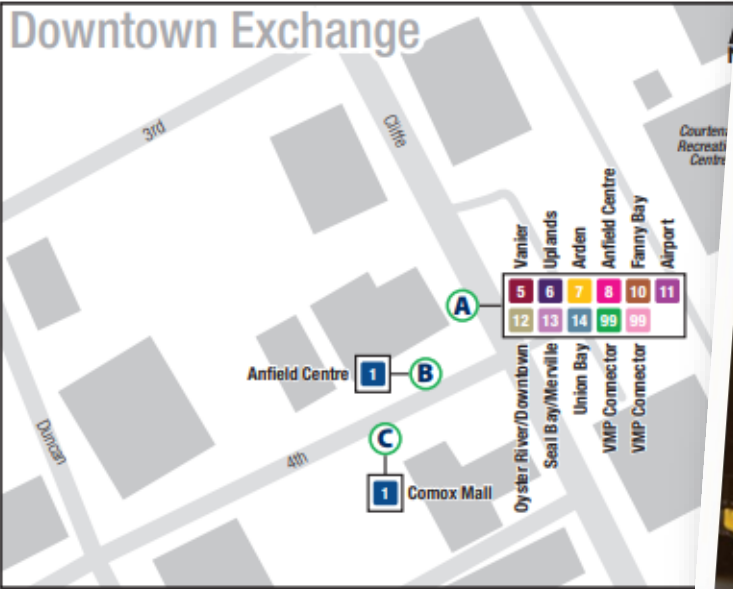 Downtown Exchange
3rd
Cliffe
Recreati
Centre
Vanier
Uplands
Arden
Anfield Centre
Fanny Bay
Airport
A
5 6 7 8 10 11
12 13 14 99 99
Oyster River/Downtown
Seal Bay/Merville
Union Bay
VMP Connector
VMP Connector
Anfield Centre 1 B
C
1 Comox Mall
Duncan
4th